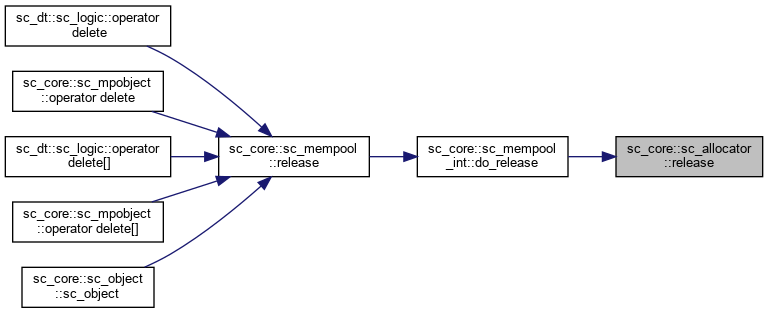 sc_dt::sc_logic::operator
delete
sc_core::sc_mpobject
::operator delete
sc_dt::sc_logic::operator
delete[]
sc_core::sc_mpobject
::operator delete[]
sc_core::sc_object
::sc_object
sc_core::sc_mempool
::release
sc_core::sc_mempool
_int::do_release
sc_core::sc_allocator
::release